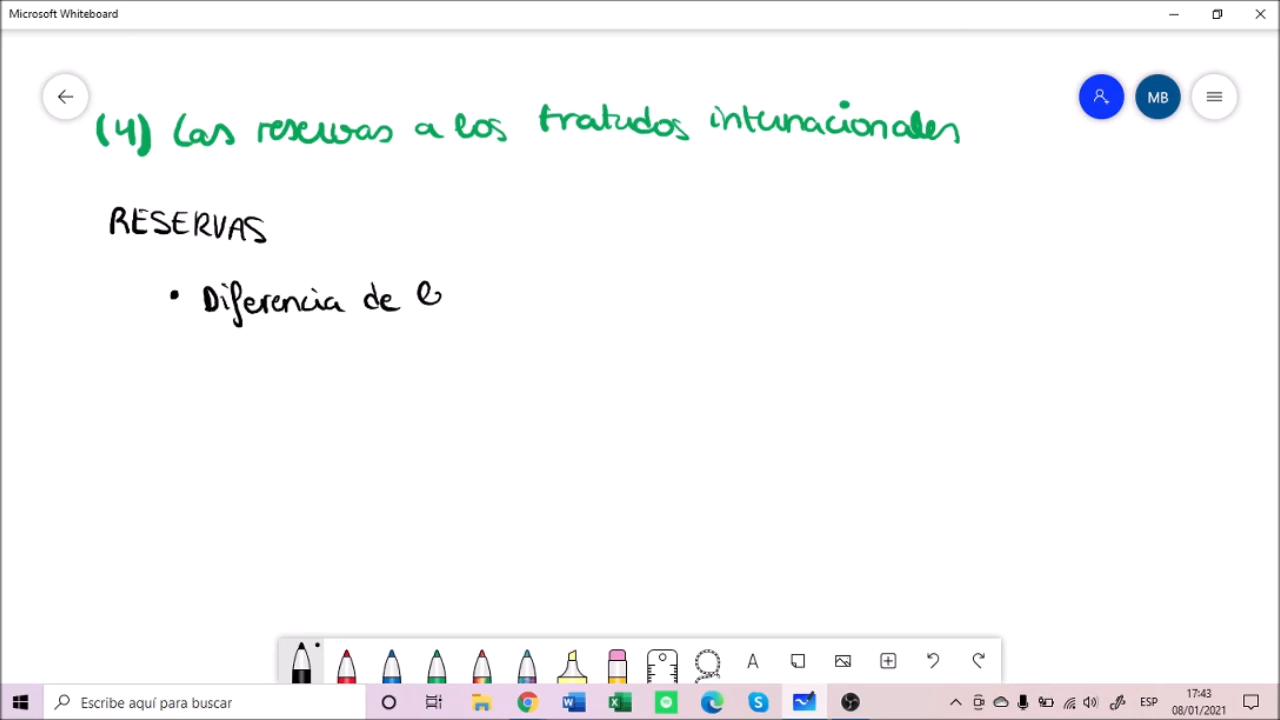 Microsoft Whiteboard
MB
(4) Las reservas a los tratados internacionales
RESERVAS
• Diferencia de
A
Escribe aquí para buscar
ESP
17:43
08/01/2021